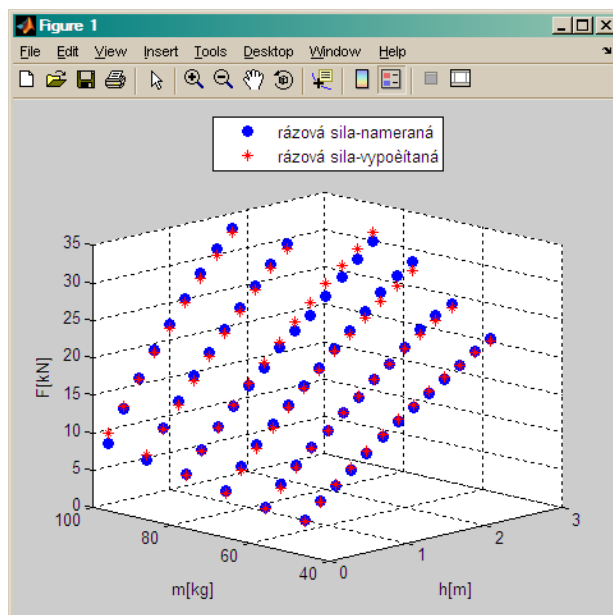 Figure 1
File Edit View Insert Tools Desktop Window Help
rázová sila-nameraná
rázová sila-vypoèítaná
35
30
25
20
15
10
5
0
F[kN]
100
80
60
40
m[kg]
0
1
2
3
h[m]